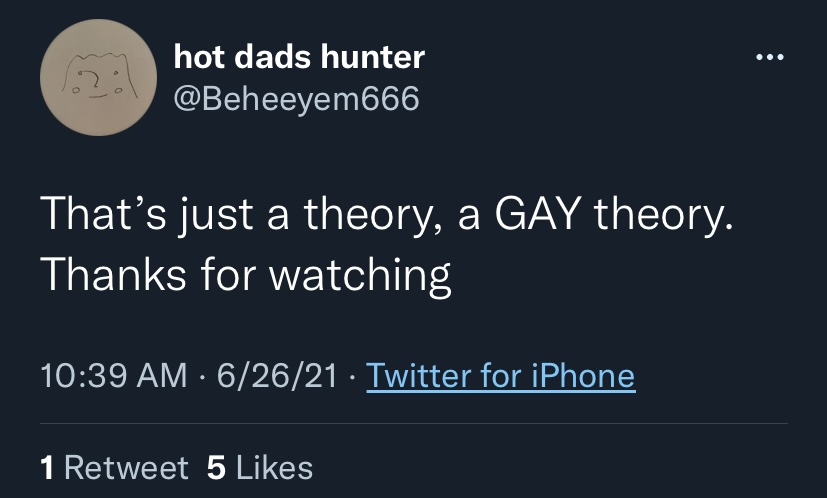 hot dads hunter
@Beheeyem666
That’s just a theory, a GAY theory.
Thanks for watching
10:39 AM · 6/26/21 · Twitter for iPhone
1 Retweet 5 Likes